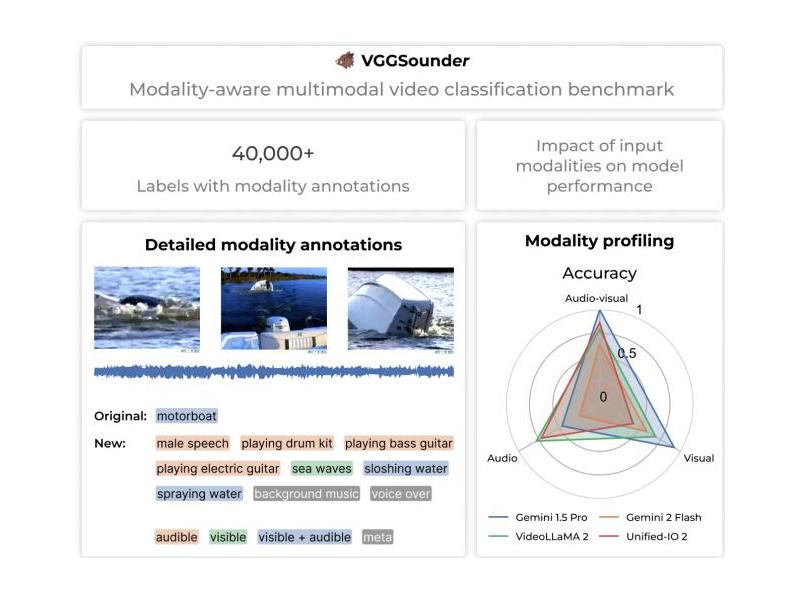 VGGSounder
Modality-aware multimodal video classification benchmark
40,000+
Labels with modality annotations
Impact of input
modalities on model
performance
Detailed modality annotations
Original: motorboat
New: male speech playing drum kit playing bass guitar
playing electric guitar sea waves sloshing water
spraying water background music voice over
audible visible visible + audible meta
Modality profiling
Accuracy
Audio-visual
1
0.5
0
Audio
Visual
Gemini 1.5 Pro
Gemini 2 Flash
VideoLLaMA 2
Unified-IO 2